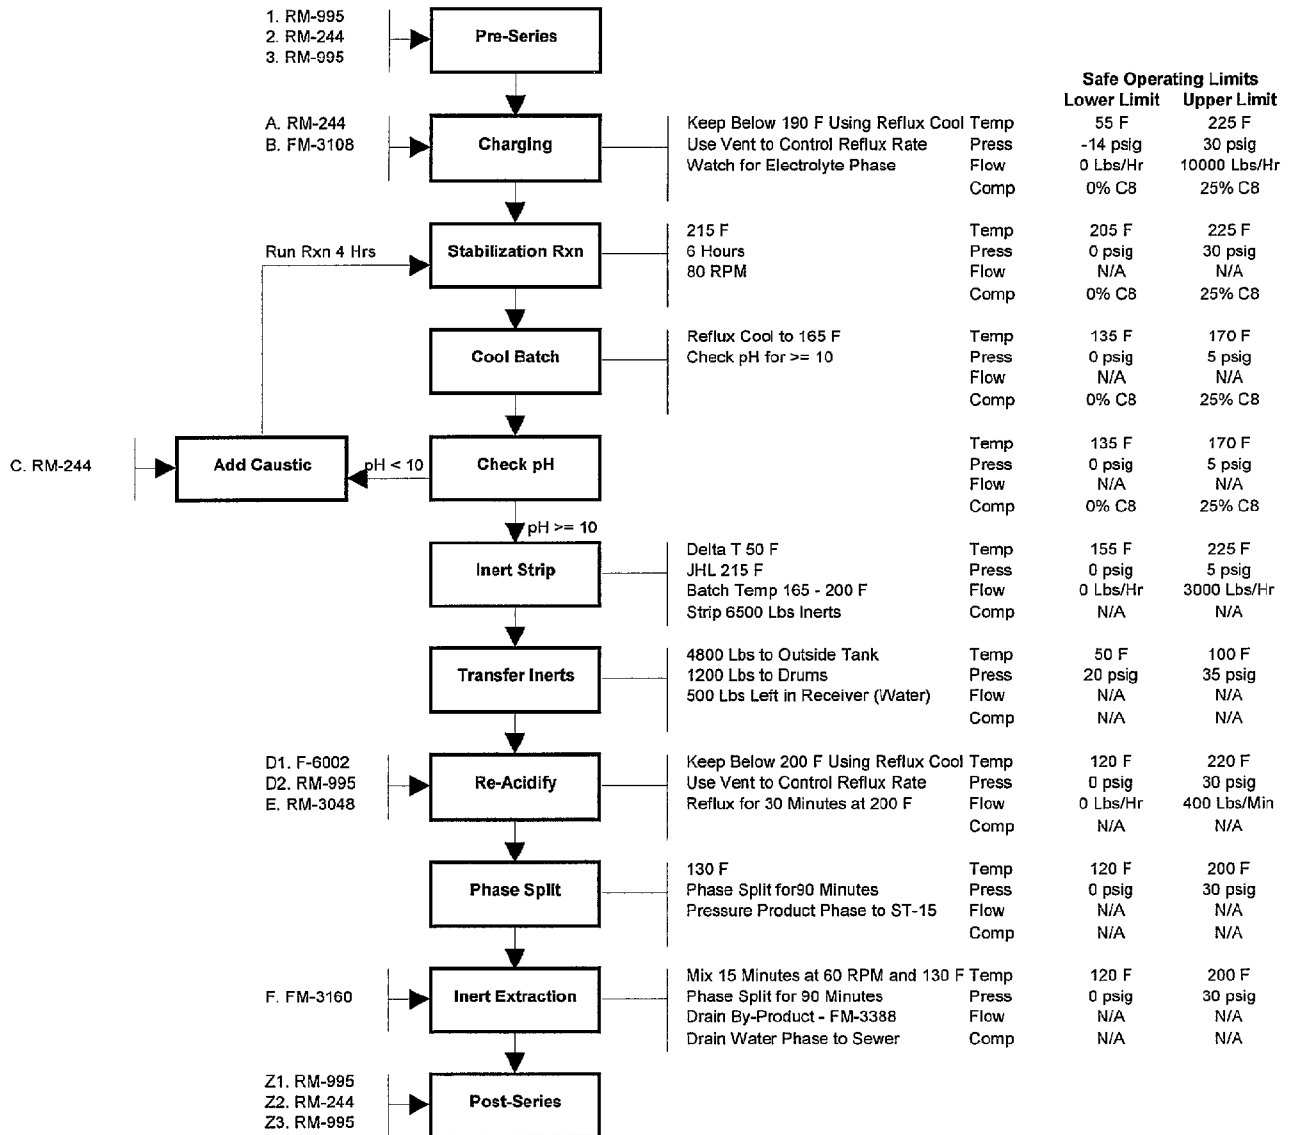 1. RM-995
2. RM-244
3. RM-995
Pre-Series
Safe Operating Limits
Lower Limit Upper Limit
A. RM-244
B. FM-3108
Charging
Keep Below 190 F Using Reflux Cool Temp 55 F 225 F
Use Vent to Control Reflux Rate Press -14 psig 30 psig
Watch for Electrolyte Phase Flow 0 Lbs/Hr 10000 Lbs/Hr
Comp 0% C8 25% C8
Run Rxn 4 Hrs
Stabilization Rxn
215 F Temp 205 F 225 F
6 Hours Press 0 psig 30 psig
80 RPM Flow N/A N/A
Comp 0% C8 25% C8
Cool Batch
Reflux Cool to 165 F Temp 135 F 170 F
Check pH for >= 10 Press 0 psig 5 psig
Flow N/A N/A
Comp 0% C8 25% C8
C. RM-244
Add Caustic
pH < 10
Check pH
Temp 135 F 170 F
Press 0 psig 5 psig
Flow N/A N/A
Comp 0% C8 25% C8
pH >= 10
Inert Strip
Delta T 50 F Temp 155 F 225 F
JHL 215 F Press 0 psig 5 psig
Batch Temp 165 - 200 F Flow 0 Lbs/Hr 3000 Lbs/Hr
Strip 6500 Lbs Inerts Comp N/A N/A
Transfer Inerts
4800 Lbs to Outside Tank Temp 50 F 100 F
1200 Lbs to Drums Press 20 psig 35 psig
500 Lbs Left in Receiver (Water) Flow N/A N/A
Comp N/A N/A
D1. F-6002
D2. RM-995
E. RM-3048
Re-Acidify
Keep Below 200 F Using Reflux Cool Temp 120 F 220 F
Use Vent to Control Reflux Rate Press 0 psig 30 psig
Reflux for 30 Minutes at 200 F Flow 0 Lbs/Hr 400 Lbs/Min
Comp N/A N/A
Phase Split
130 F Temp 120 F 200 F
Phase Split for90 Minutes Press 0 psig 30 psig
Pressure Product Phase to ST-15 Flow N/A N/A
Comp N/A N/A
F. FM-3160
Inert Extraction
Mix 15 Minutes at 60 RPM and 130 F Temp 120 F 200 F
Phase Split for 90 Minutes Press 0 psig 30 psig
Drain By-Product - FM-3388 Flow N/A N/A
Drain Water Phase to Sewer Comp N/A N/A
Z1. RM-995
Z2. RM-244
Z3. RM-995
Post-Series